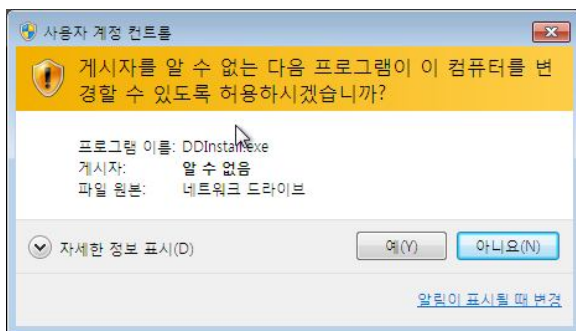 사용자 계정 컨트롤
게시자를 알 수 없는 다음 프로그램이 이 컴퓨터를 변
경할 수 있도록 허용하시겠습니까?
프로그램 이름: DDInstall.exe
게시자: 알 수 없음
파일 원본: 네트워크 드라이브
자세한 정보 표시(D)
예(Y)
아니요(N)
알림이 표시될 때 변경